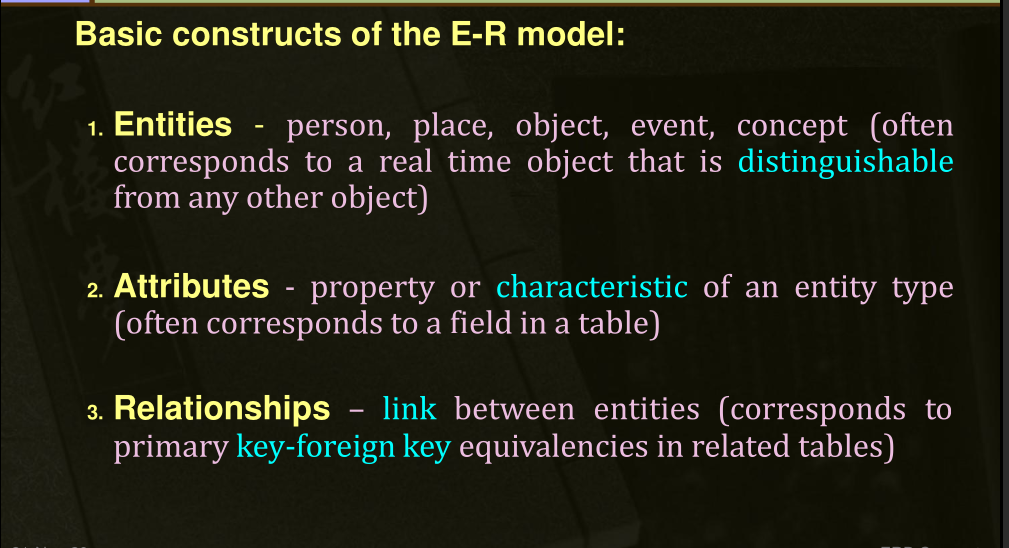 Basic constructs of the E-R model:
1. Entities - person, place, object, event, concept (often
corresponds to a real time object that is distinguishable
from any other object)
2. Attributes - property or characteristic of an entity type
(often corresponds to a field in a table)
3. Relationships – link between entities (corresponds to
primary key-foreign key equivalencies in related tables)